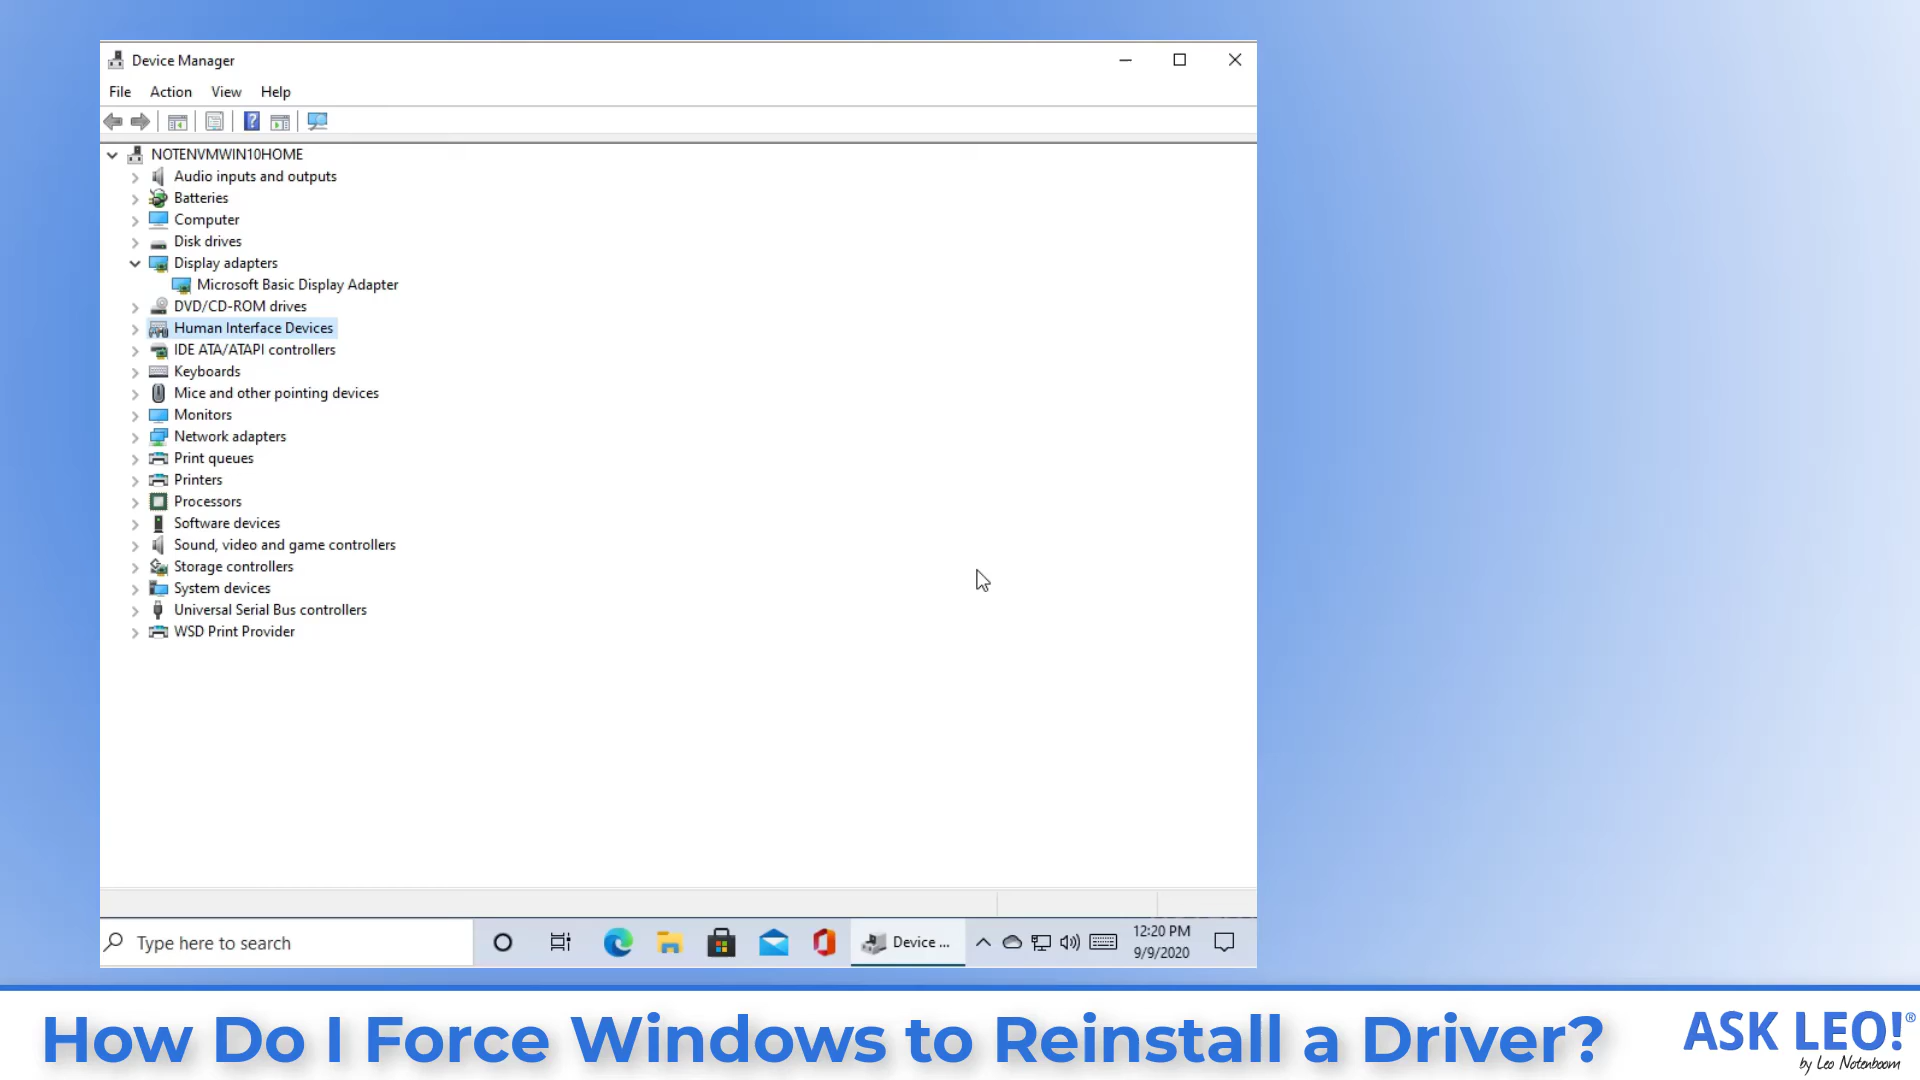 Device Manager
File Action View Help
NOTENVMWIN10HOME
Audio inputs and outputs
Batteries
Computer
Disk drives
Display adapters
Microsoft Basic Display Adapter
DVD/CD-ROM drives
Human Interface Devices
IDE ATA/ATAPI controllers
Keyboards
Mice and other pointing devices
Monitors
Network adapters
Print queues
Printers
Processors
Software devices
Sound, video and game controllers
Storage controllers
System devices
Universal Serial Bus controllers
WSD Print Provider
Type here to search
Device ...
12:20 PM
9/9/2020
How Do I Force Windows to Reinstall a Driver?
ASK LEO!®
by Leo Notenboom